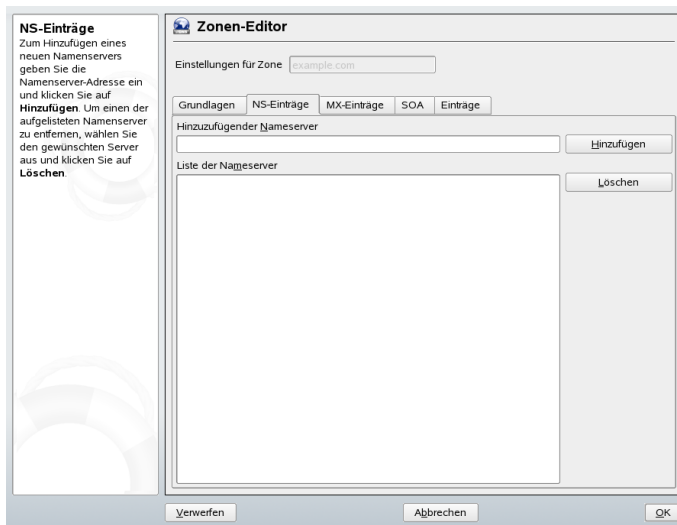 NS-Einträge
Zum Hinzufügen eines
neuen Namenservers
geben Sie die
Namenserver-Adresse ein
und klicken Sie auf
Hinzufügen. Um einen der
aufgelisteten Namenserver
zu entfernen, wählen Sie
den gewünschten Server
aus und klicken Sie auf
Löschen.
Zonen-Editor
Einstellungen für Zone example.com
Grundlagen NS-Einträge MX-Einträge SOA Einträge
Hinzuzufügender Nameserver
Hinzufügen
Liste der Nameserver
Löschen
Verwerfen Abbrechen OK